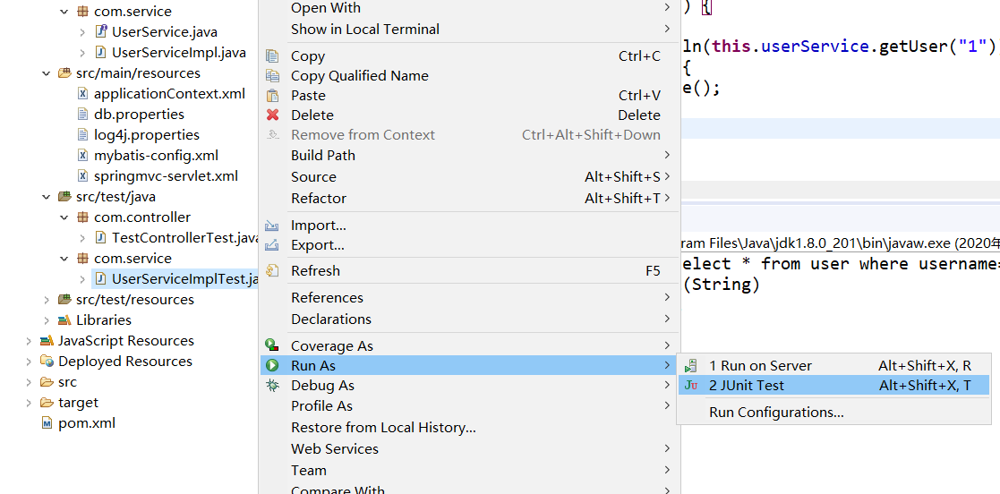 com.service
UserService.java
UserServiceImpl.java
src/main/resources
applicationContext.xml
db.properties
log4j.properties
mybatis-config.xml
springmvc-servlet.xml
src/test/java
com.controller
TestControllerTest.java
com.service
UserServiceImplTest.ja
src/test/resources
Libraries
JavaScript Resources
Deployed Resources
src
target
pom.xml
Open With
Show in Local Terminal
Copy Ctrl+C
Copy Qualified Name
Paste Ctrl+V
Delete Delete
Remove from Context Ctrl+Alt+Shift+Down
Build Path
Source Alt+Shift+S
Refactor Alt+Shift+T
Import...
Export...
Refresh F5
References
Declarations
Coverage As
Run As
Debug As
Profile As
Restore from Local History...
Web Services
Team
Compare With
1 Run on Server Alt+Shift+X, R
2 JUnit Test Alt+Shift+X, T
Run Configurations...
) {
ln(this.userService.getUser("1")
{
e();
ram Files\Java\jdk1.8.0_201\bin\javaw.exe (2020年
elect * from user where username=
(String)